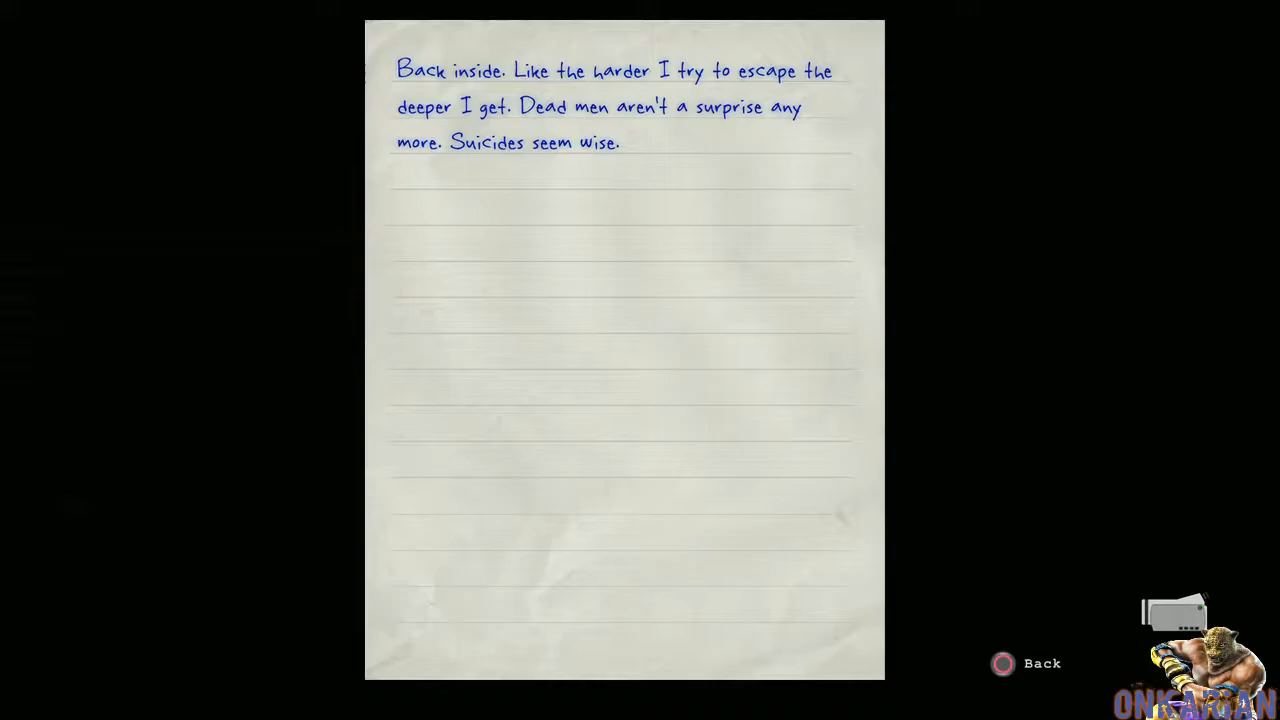 Back inside. Like the harder I try to escape the
deeper I get. Dead men aren't a surprise any
more. Suicides seem wise.
Back
ONKARIAN